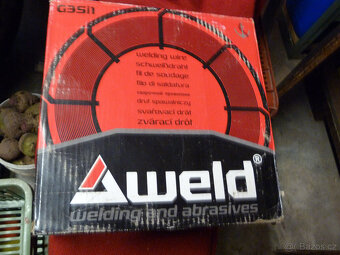 G3Si1
welding wire
schweißdraht
fil de soudage
filo di saldatura
сварочная проволока
drut spawalniczy
svařovací drát
zvárací drôt
Aweld®
welding and abrasives
Bazos.cz